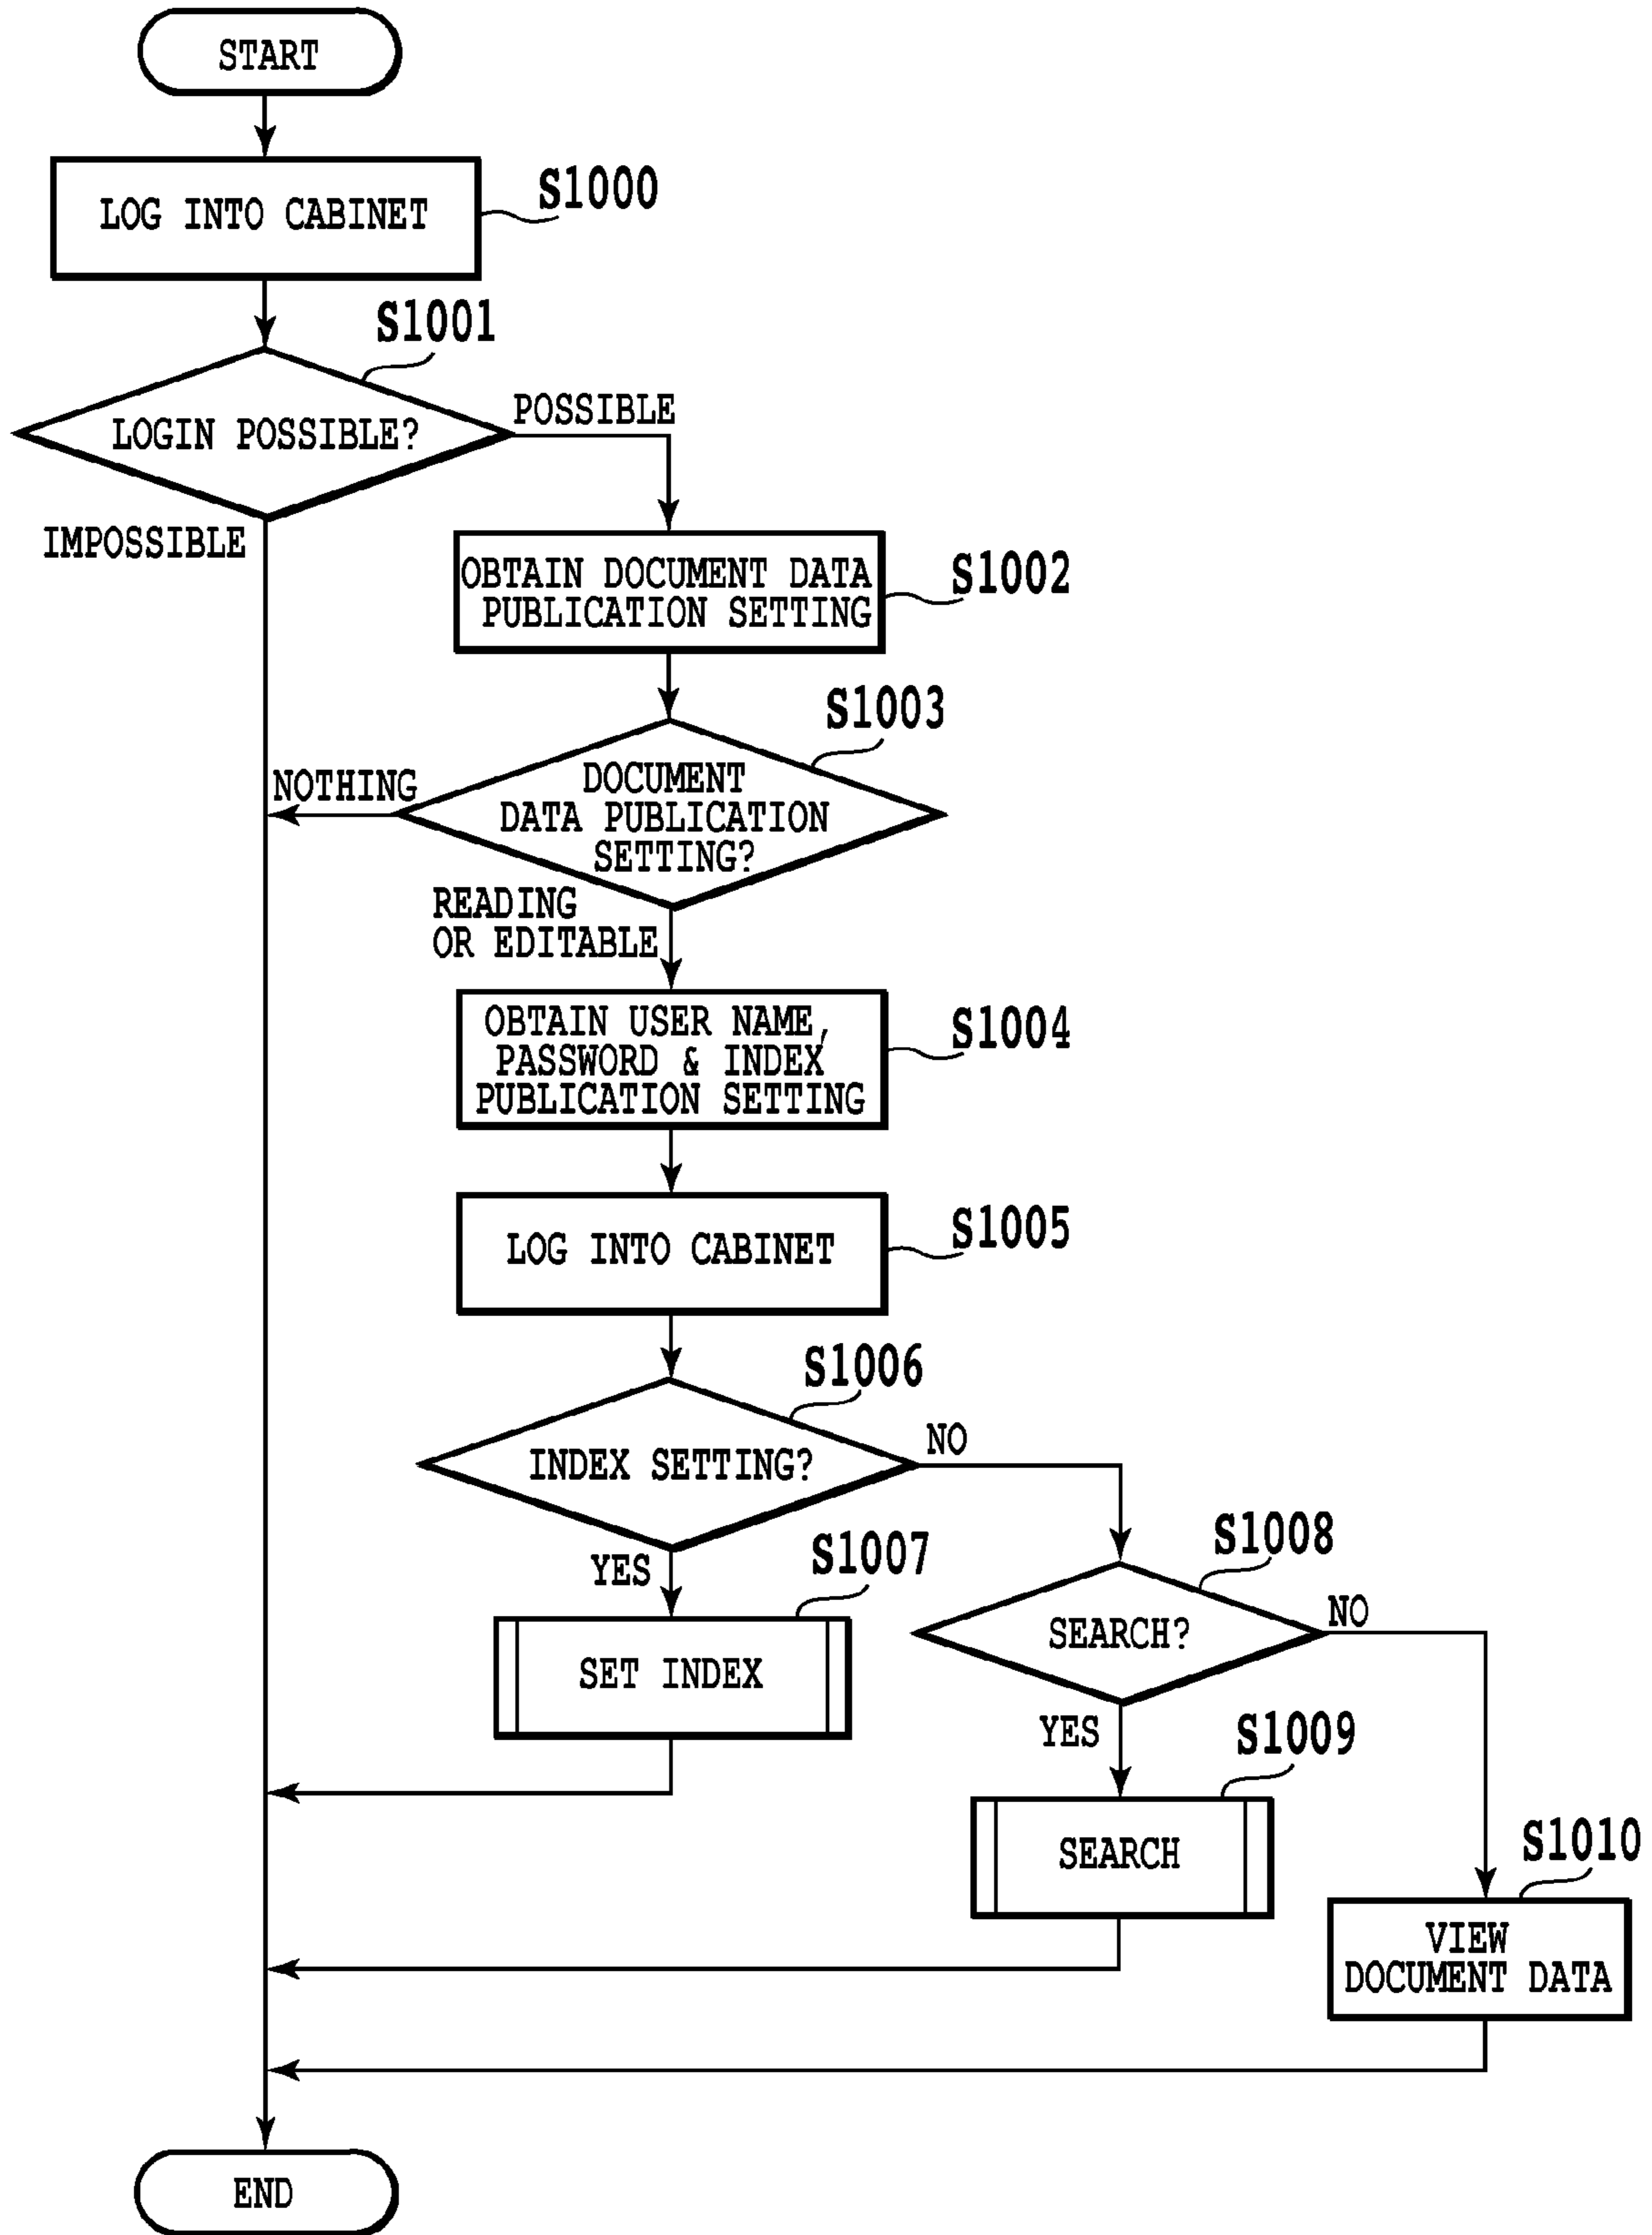 START
LOG INTO CABINET
S1000
S1001
LOGIN POSSIBLE?
POSSIBLE
IMPOSSIBLE
OBTAIN DOCUMENT DATA
PUBLICATION SETTING
S1002
S1003
NOTHING
DOCUMENT
DATA PUBLICATION
SETTING?
READING
OR EDITABLE
OBTAIN USER NAME,
PASSWORD & INDEX
PUBLICATION SETTING
S1004
LOG INTO CABINET
S1005
S1006
INDEX SETTING?
NO
YES
S1007
SET INDEX
S1008
SEARCH?
NO
YES
S1009
SEARCH
S1010
VIEW
DOCUMENT DATA
END